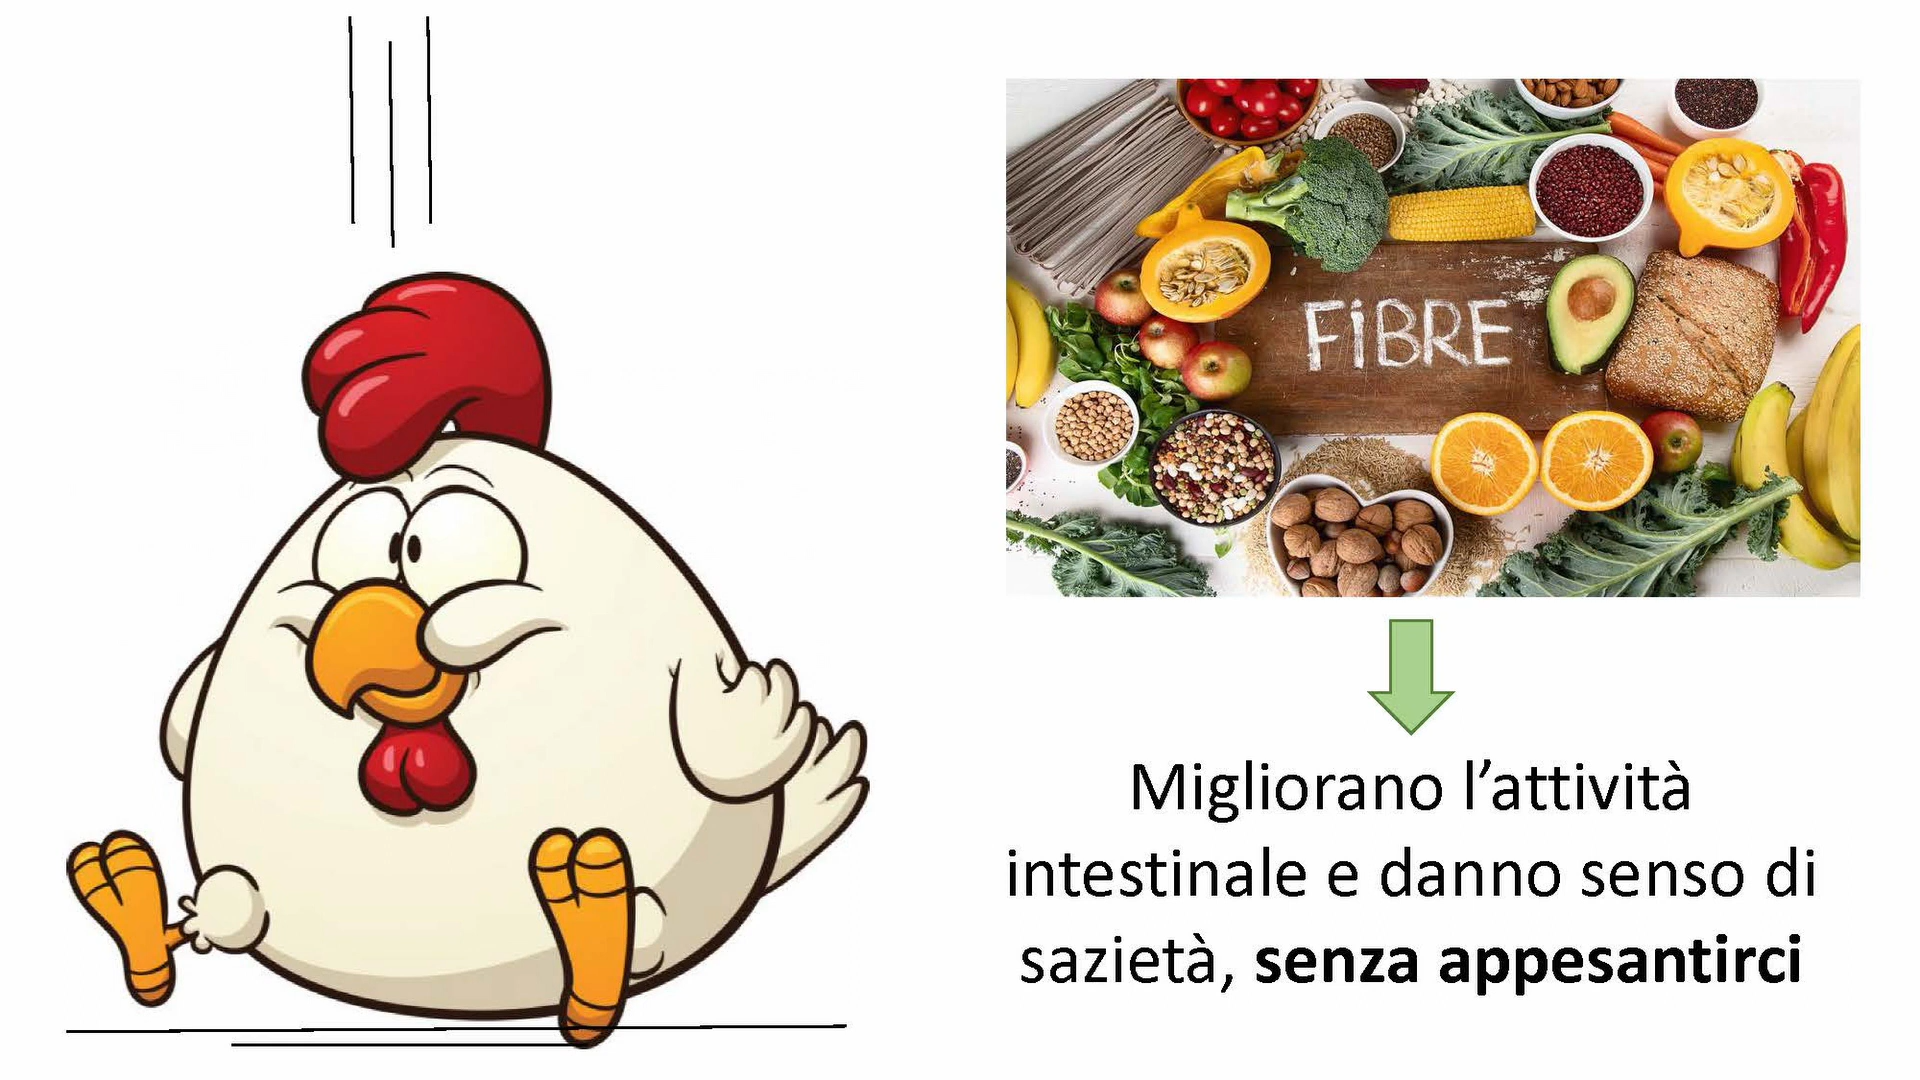 FiBRE
Migliorano l’attività
intestinale e danno senso di
sazietà, senza appesantirci